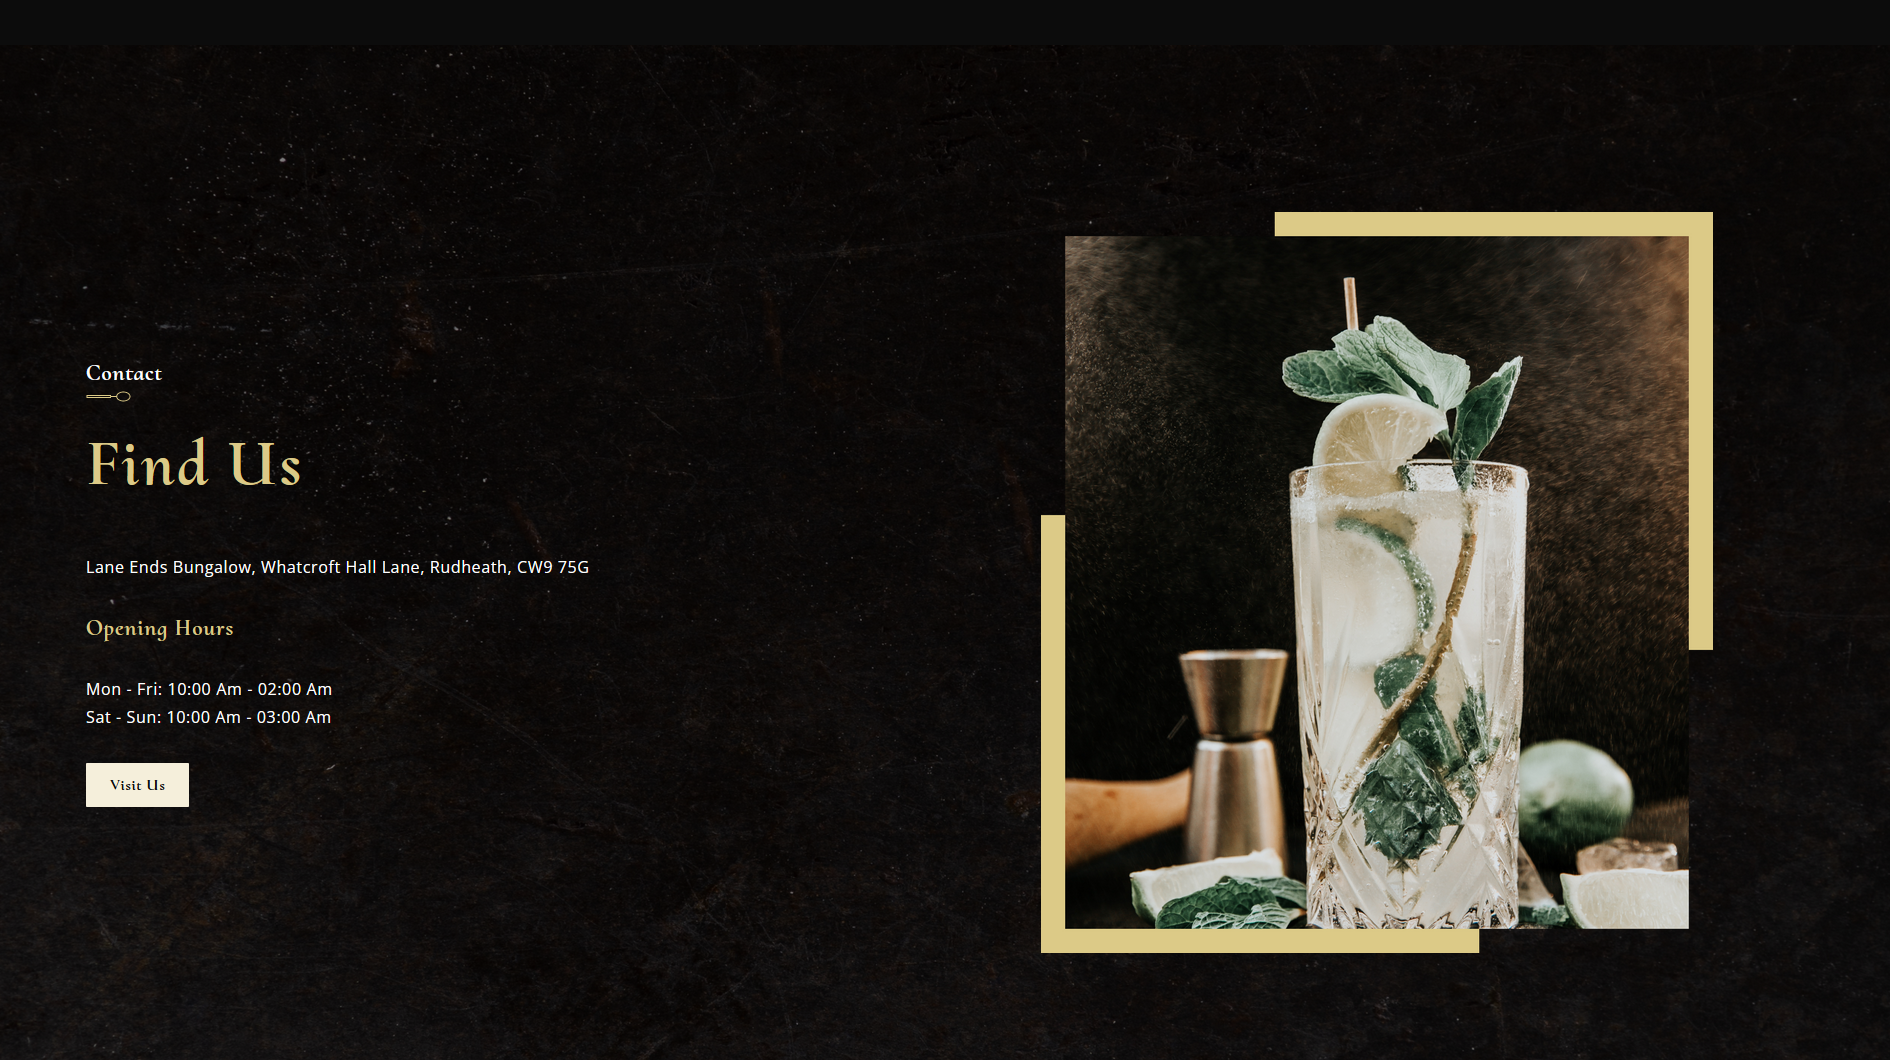 Contact
Find Us
Lane Ends Bungalow, Whatcroft Hall Lane, Rudheath, CW9 75G
Opening Hours
Mon - Fri: 10:00 Am - 02:00 Am
Sat - Sun: 10:00 Am - 03:00 Am
Visit Us